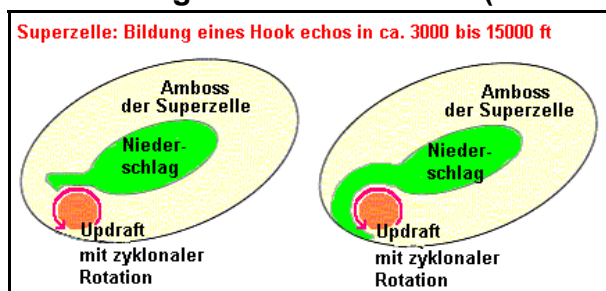 Superzelle: Bildung eines Hook echos in ca. 3000 bis 15000 ft
Amboss
der Superzelle
Nieder-
schlag
Updraft
mit zyklonaler
Rotation
Amboss
der Superzelle
Nieder-
schlag
Updraft
mit zyklonaler
Rotation